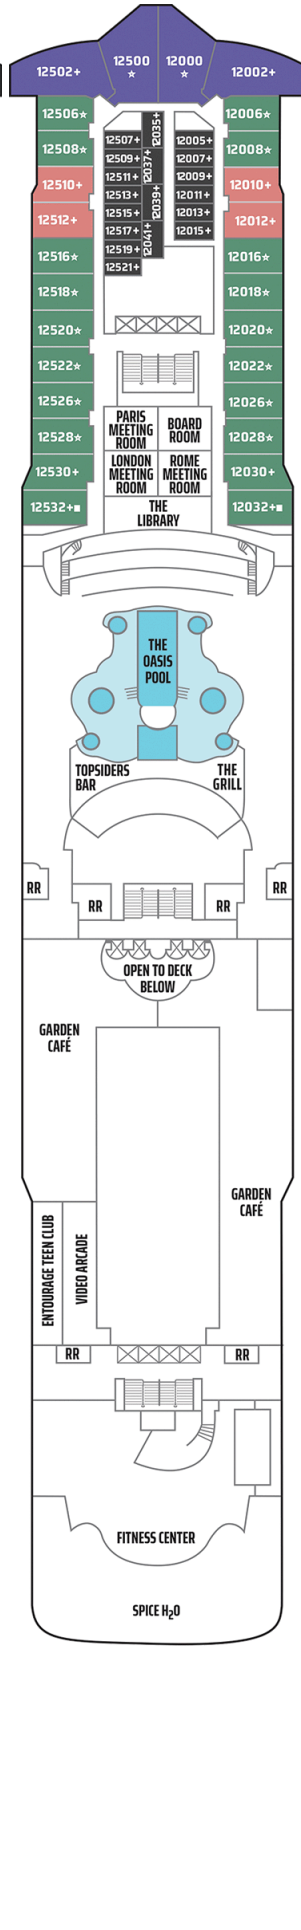 12502+
12500
☆
12000
☆
12002+
12506☆
12006☆
12508☆
12008☆
12510+
12010+
12512+
12012+
12516☆
12016☆
12518☆
12018☆
12520☆
12020☆
12522☆
12022☆
12526☆
12026☆
12528☆
12028☆
12530+
12030+
12532+■
12032+■
12507+
12509+
12511+
12513+
12515+
12517+
12519+
12521+
12035+
12037+
12039+
12041+
12005+
12007+
12009+
12011+
12013+
12015+
PARIS
MEETING
ROOM
BOARD
ROOM
LONDON
MEETING
ROOM
ROME
MEETING
ROOM
THE
LIBRARY
THE
OASIS
POOL
TOPSIDERS
BAR
THE
GRILL
RR
RR
RR
RR
OPEN TO DECK
BELOW
GARDEN
CAFÉ
GARDEN
CAFÉ
ENTOURAGE TEEN CLUB
VIDEO ARCADE
RR
RR
FITNESS CENTER
SPICE H2O